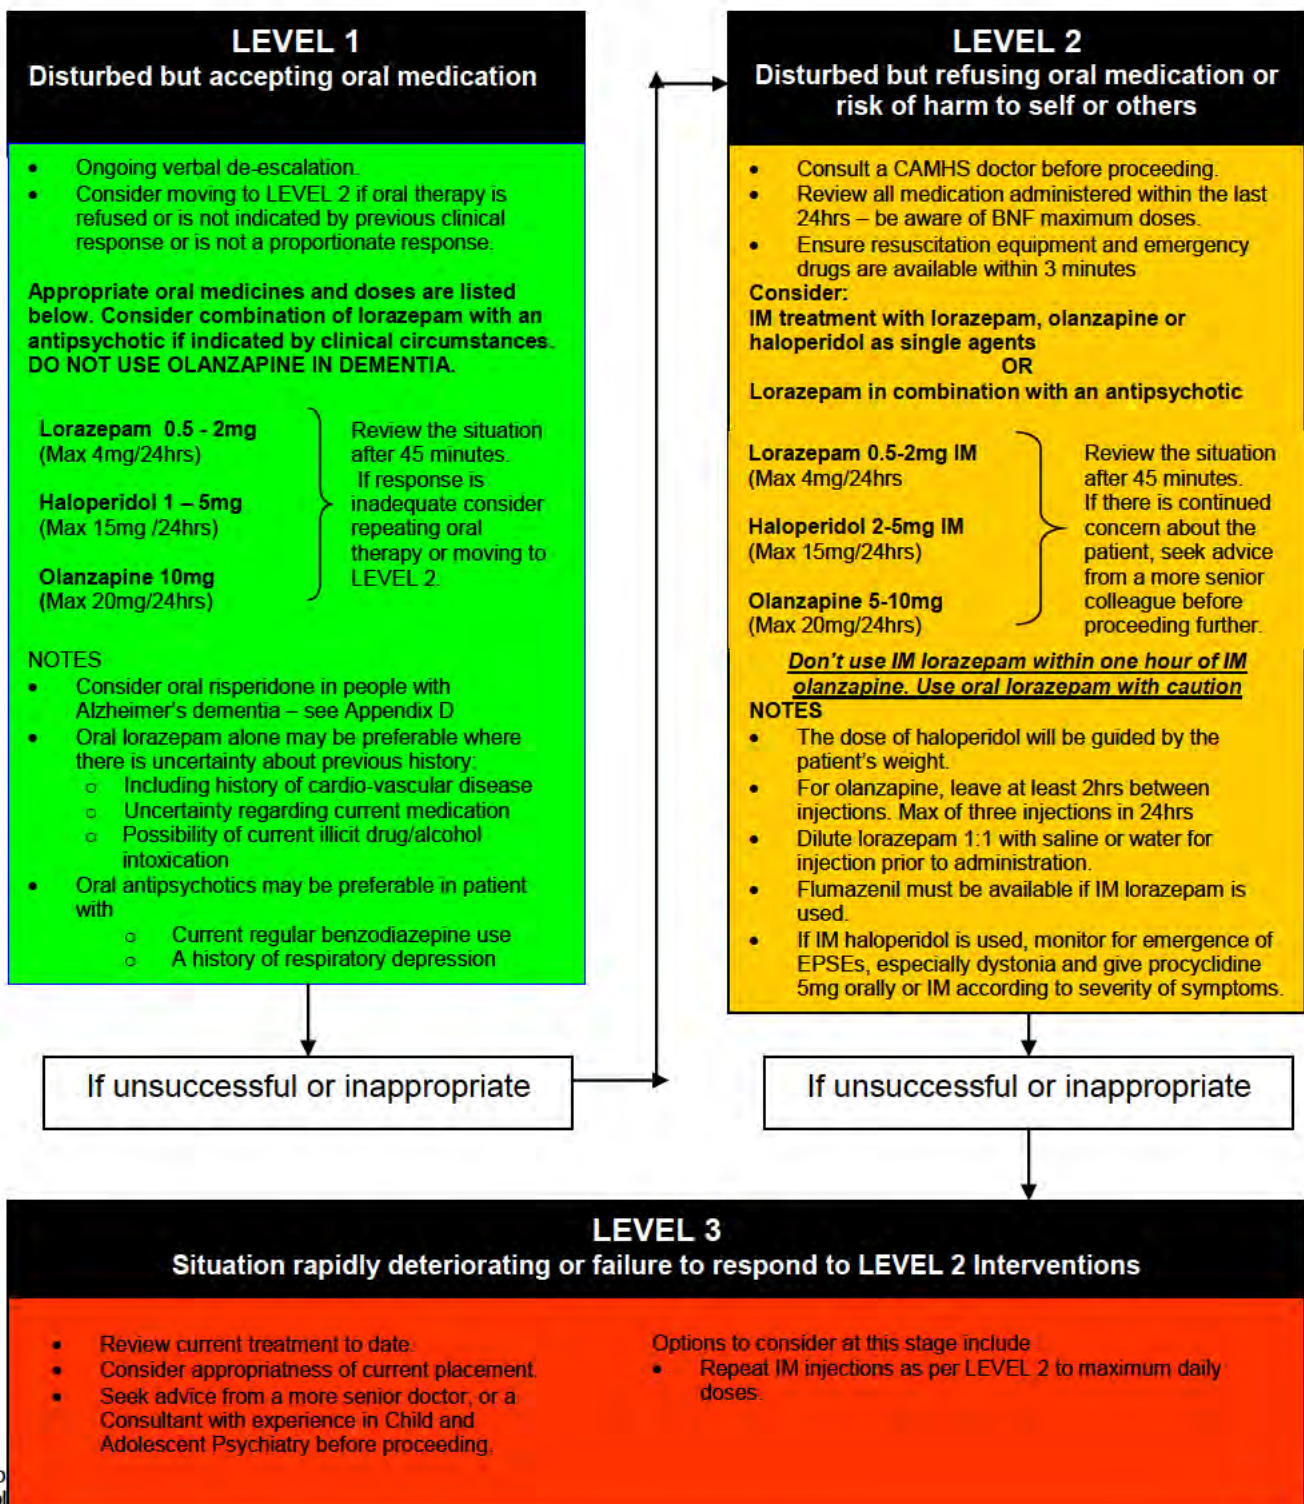 LEVEL 1
Disturbed but accepting oral medication
• Ongoing verbal de-escalation.
• Consider moving to LEVEL 2 if oral therapy is
refused or is not indicated by previous clinical
response or is not a proportionate response.
Appropriate oral medicines and doses are listed
below. Consider combination of lorazepam with an
antipsychotic if indicated by clinical circumstances.
DO NOT USE OLANZAPINE IN DEMENTIA.
Lorazepam 0.5 - 2mg
(Max 4mg/24hrs)
Haloperidol 1 – 5mg
(Max 15mg /24hrs)
Olanzapine 10mg
(Max 20mg/24hrs)
Review the situation
after 45 minutes.
If response is
inadequate consider
repeating oral
therapy or moving to
LEVEL 2.
NOTES
• Consider oral risperidone in people with
Alzheimer's dementia – see Appendix D
• Oral lorazepam alone may be preferable where
there is uncertainty about previous history:
o Including history of cardio-vascular disease
o Uncertainty regarding current medication
o Possibility of current illicit drug/alcohol
intoxication
• Oral antipsychotics may be preferable in patient
with
o Current regular benzodiazepine use
o A history of respiratory depression
If unsuccessful or inappropriate
LEVEL 2
Disturbed but refusing oral medication or
risk of harm to self or others
• Consult a CAMHS doctor before proceeding.
• Review all medication administered within the last
24hrs – be aware of BNF maximum doses.
• Ensure resuscitation equipment and emergency
drugs are available within 3 minutes
Consider:
IM treatment with lorazepam, olanzapine or
haloperidol as single agents
OR
Lorazepam in combination with an antipsychotic
Lorazepam 0.5-2mg IM
(Max 4mg/24hrs
Haloperidol 2-5mg IM
(Max 15mg/24hrs)
Olanzapine 5-10mg
(Max 20mg/24hrs)
Review the situation
after 45 minutes.
If there is continued
concern about the
patient, seek advice
from a more senior
colleague before
proceeding further.
Don't use IM lorazepam within one hour of IM
olanzapine. Use oral lorazepam with caution
NOTES
• The dose of haloperidol will be guided by the
patient's weight.
• For olanzapine, leave at least 2hrs between
injections. Max of three injections in 24hrs
• Dilute lorazepam 1:1 with saline or water for
injection prior to administration.
• Flumazenil must be available if IM lorazepam is
used.
• If IM haloperidol is used, monitor for emergence of
EPSEs, especially dystonia and give procyclidine
5mg orally or IM according to severity of symptoms.
If unsuccessful or inappropriate
LEVEL 3
Situation rapidly deteriorating or failure to respond to LEVEL 2 Interventions
• Review current treatment to date.
• Consider appropriatness of current placement.
• Seek advice from a more senior doctor, or a
Consultant with experience in Child and
Adolescent Psychiatry before proceeding.
Options to consider at this stage include
• Repeat IM injections as per LEVEL 2 to maximum daily
doses.